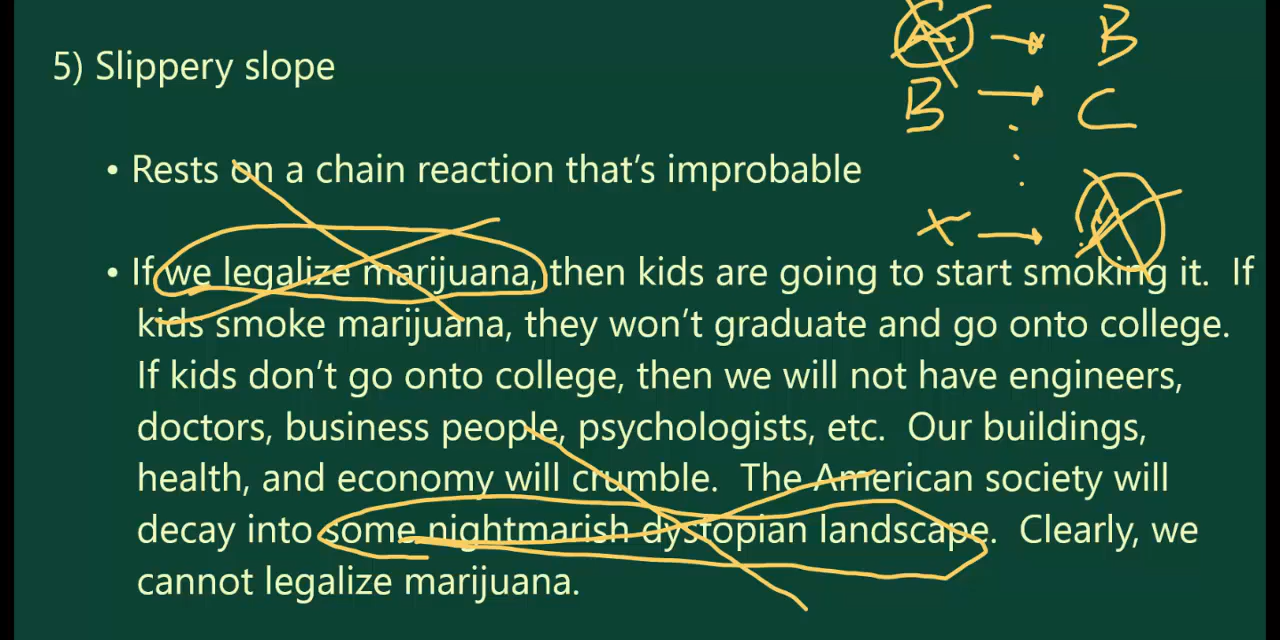 5) Slippery slope
A → B
B → C
• Rests on a chain reaction that's improbable
X →
• If we legalize marijuana, then kids are going to start smoking it. If
kids smoke marijuana, they won't graduate and go onto college.
If kids don't go onto college, then we will not have engineers,
doctors, business people, psychologists, etc. Our buildings,
health, and economy will crumble. The American society will
decay into some nightmarish dystopian landscape. Clearly, we
cannot legalize marijuana.